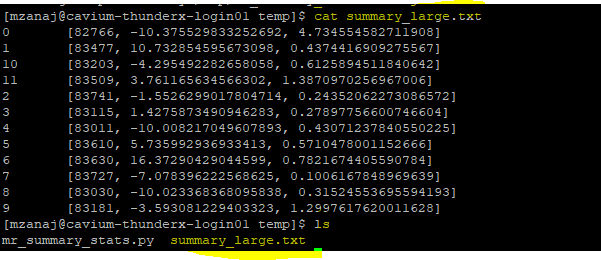 [mzanaj@cavium-thunderx-login01 temp]$ cat summary_large.txt
0 [82766, -10.375529833252692, 4.734554582711908]
1 [83477, 10.732854595673098, 0.4374416909275567]
10 [83203, -4.295492282658058, 0.6125894511840642]
11 [83509, 3.761165634566302, 1.3870970256967006]
2 [83741, -1.5526299017804714, 0.24352062273086572]
3 [83115, 1.4275873490946283, 0.27897756600746604]
4 [83011, -10.008217049607893, 0.43071237840550225]
5 [83610, 5.735992936933413, 0.5710478001152666]
6 [83630, 16.37290429044599, 0.7821674405590784]
7 [83727, -7.078396222568625, 0.1006167848969639]
8 [83030, -10.023368368095838, 0.31524553695594193]
9 [83181, -3.593081229403323, 1.2997617620011628]
[mzanaj@cavium-thunderx-login01 temp]$ ls
mr_summary_stats.py summary_large.txt